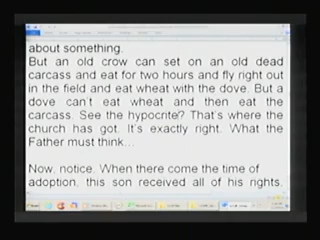 about something.
But an old crow can set on an old dead
carcass and eat for two hours and fly right out
in the field and eat wheat with the dove. But a
dove can't eat wheat and then eat the
carcass. See the hypocrite? That's where the
church has got. It's exactly right. What the
Father must think…
Now, notice. When there come the time of
adoption, this son received all of his rights.